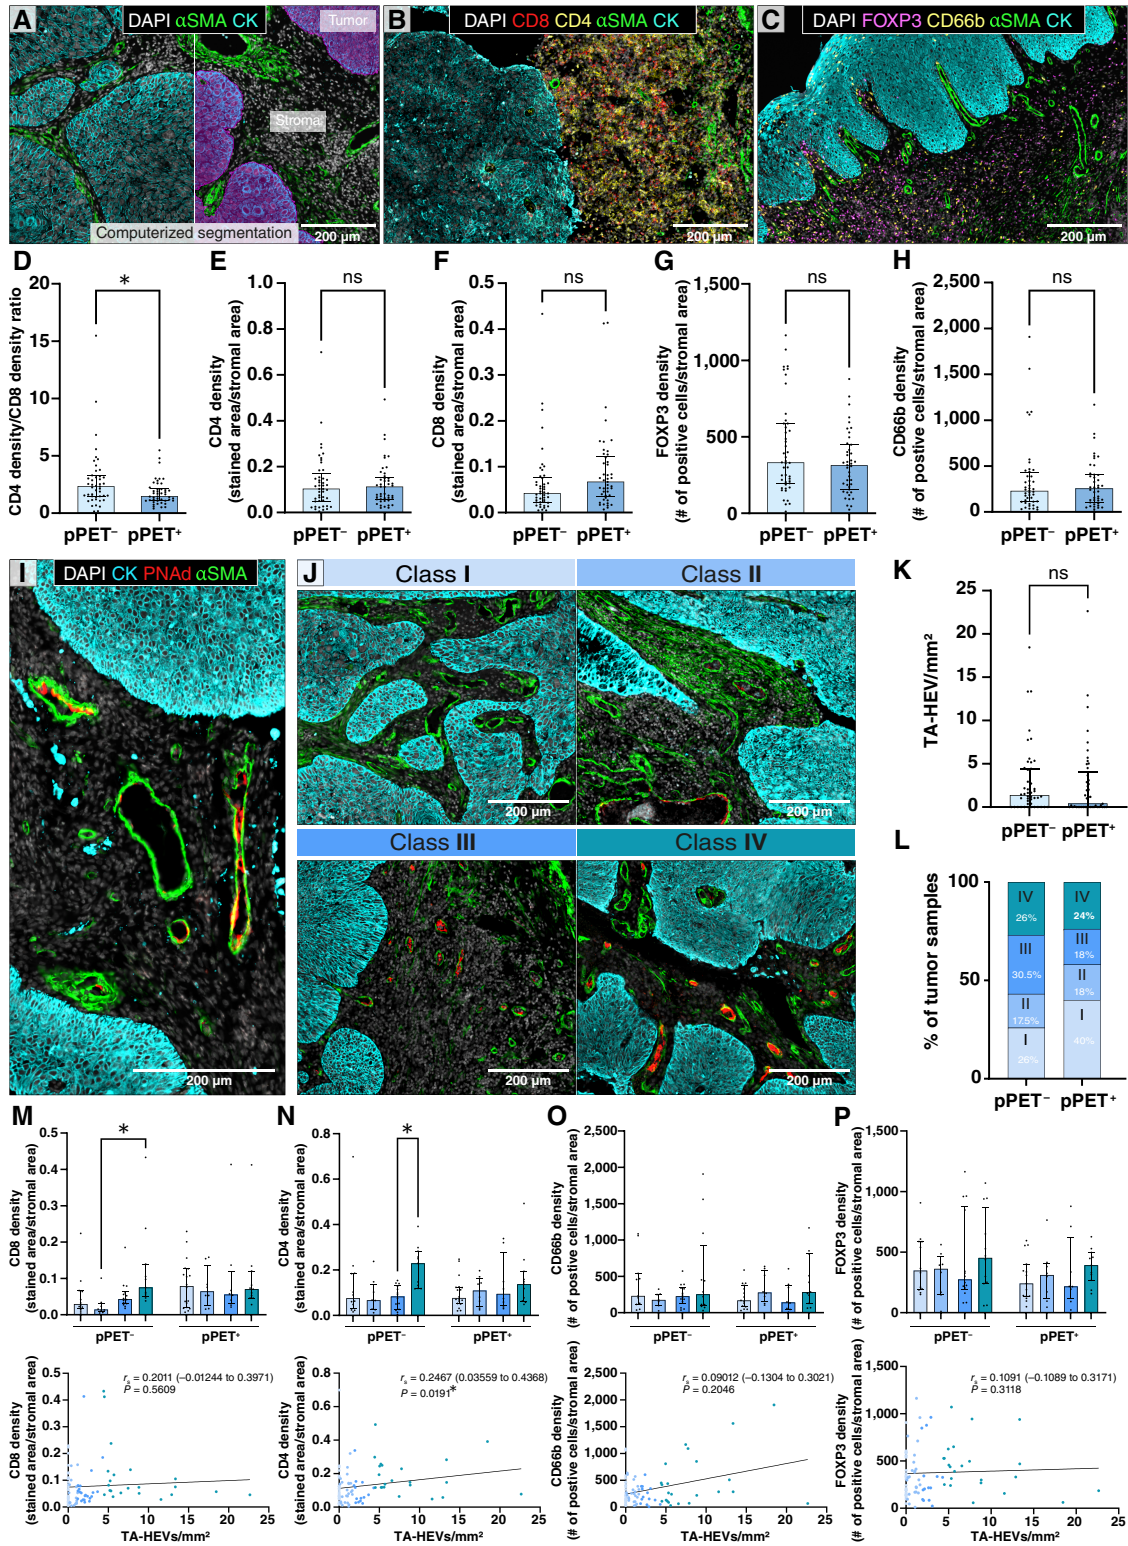 A DAPI αSMA CK
Tumor
Stroma
Computerized segmentation
200 µm
B DAPI CD8 CD4 αSMA CK
200 µm
C DAPI FOXP3 CD66b αSMA CK
200 µm
D
CD4 density/CD8 density ratio
20
15
10
5
0
*
pPET⁻ pPET⁺
E
CD4 density
(stained area/stromal area)
1.0
0.8
0.6
0.4
0.2
0.0
ns
pPET⁻ pPET⁺
F
CD8 density
(stained area/stromal area)
0.5
0.4
0.3
0.2
0.1
0.0
ns
pPET⁻ pPET⁺
G
FOXP3 density
(# of positive cells/stromal area)
1,500
1,000
500
0
ns
pPET⁻ pPET⁺
H
CD66b density
(# of postive cells/stromal area)
2,500
2,000
1,500
1,000
500
0
ns
pPET⁻ pPET⁺
I DAPI CK PNAd αSMA
200 µm
J Class I
200 µm
Class II
200 µm
Class III
200 µm
Class IV
200 µm
K
TA-HEV/mm²
25
20
15
10
5
0
ns
pPET⁻ pPET⁺
L
% of tumor samples
100
50
0
IV
26%
III
30.5%
II
17.5%
I
26%
IV
24%
III
18%
II
18%
I
40%
pPET⁻ pPET⁺
M
CD8 density
(stained area/stromal area)
0.5
0.4
0.3
0.2
0.1
0.0
*
pPET⁻ pPET⁺
CD8 density
(stained area/stromal area)
0.5
0.4
0.3
0.2
0.1
0.0
rs = 0.2011 (–0.01244 to 0.3971)
P = 0.5609
0 5 10 15 20 25
TA-HEVs/mm²
N
CD4 density
(stained area/stromal area)
0.8
0.6
0.4
0.2
0.0
*
pPET⁻ pPET⁺
CD4 density
(stained area/stromal area)
0.8
0.6
0.4
0.2
0.0
rs = 0.2467 (0.03559 to 0.4368)
P = 0.0191*
0 5 10 15 20 25
TA-HEVs/mm²
O
CD66b density
(# of postive cells/stromal area)
2,500
2,000
1,500
1,000
500
0
pPET⁻ pPET⁺
CD66b density
(# of positive cells/stromal area)
2,500
2,000
1,500
1,000
500
0
rs = 0.09012 (–0.1304 to 0.3021)
P = 0.2046
0 5 10 15 20 25
TA-HEVs/mm²
P
FOXP3 density
(# of postive cells/stromal area)
1,500
1,000
500
0
pPET⁻ pPET⁺
FOXP3 density
(# of positive cells/stromal area)
1,500
1,000
500
0
rs = 0.1091 (–0.1089 to 0.3171)
P = 0.3118
0 5 10 15 20 25
TA-HEVs/mm²